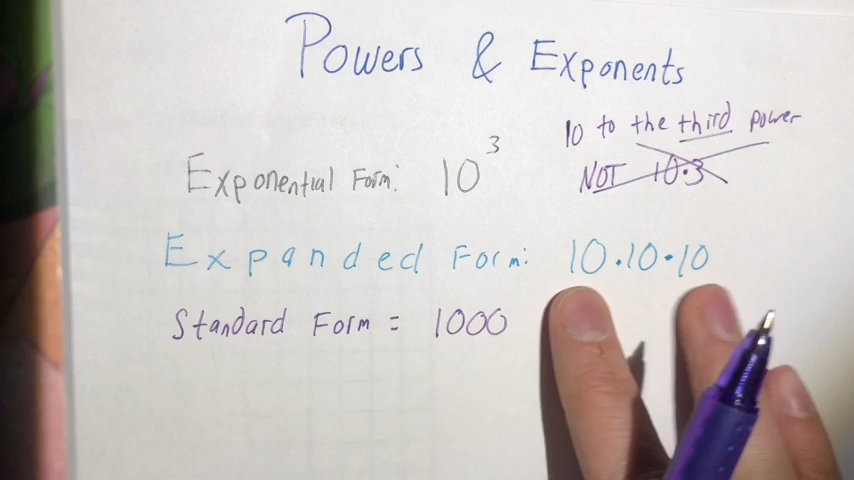 Powers & Exponents
10 to the third power
Exponential Form: 10³
NOT 10·3
Expanded Form: 10·10·10
Standard Form = 1000